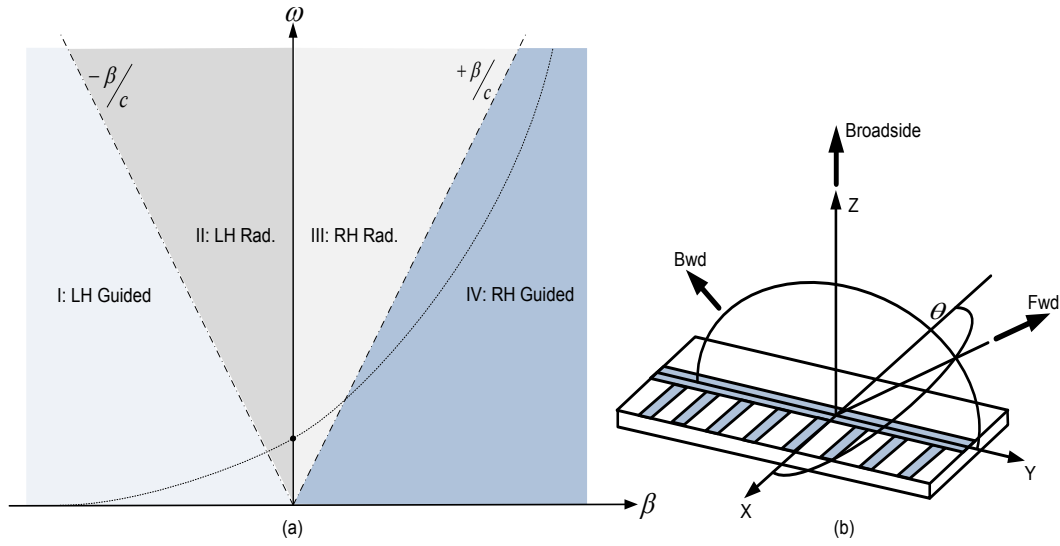 ω
− β/c
+ β/c
II: LH Rad.
III: RH Rad.
I: LH Guided
IV: RH Guided
β
(a)
Broadside
Z
Bwd
θ
Fwd
Y
X
(b)